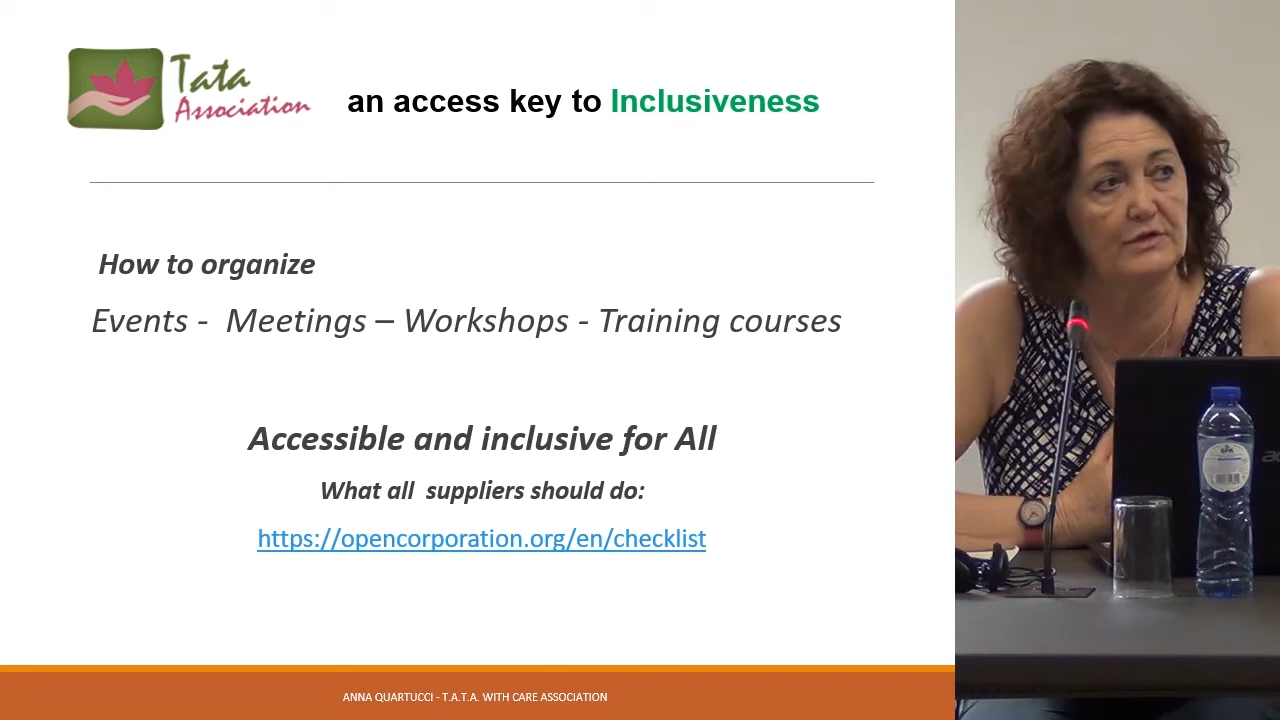 Tata
Association
an access key to Inclusiveness
How to organize
Events - Meetings – Workshops - Training courses
Accessible and inclusive for All
What all suppliers should do:
https://opencorporation.org/en/checklist
ANNA QUARTUCCI - T.A.T.A. WITH CARE ASSOCIATION
SPA